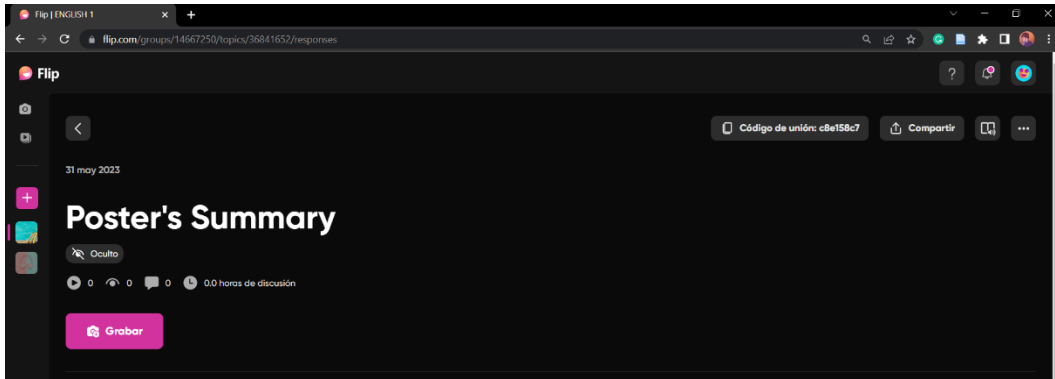 Flip | ENGLISH 1
flip.com/groups/14667250/topics/36841652/responses
Flip
Código de unión: c8e158c7
Compartir
31 may 2023
Poster's Summary
Oculto
0 0 0 0.0 horas de discusión
Grabar